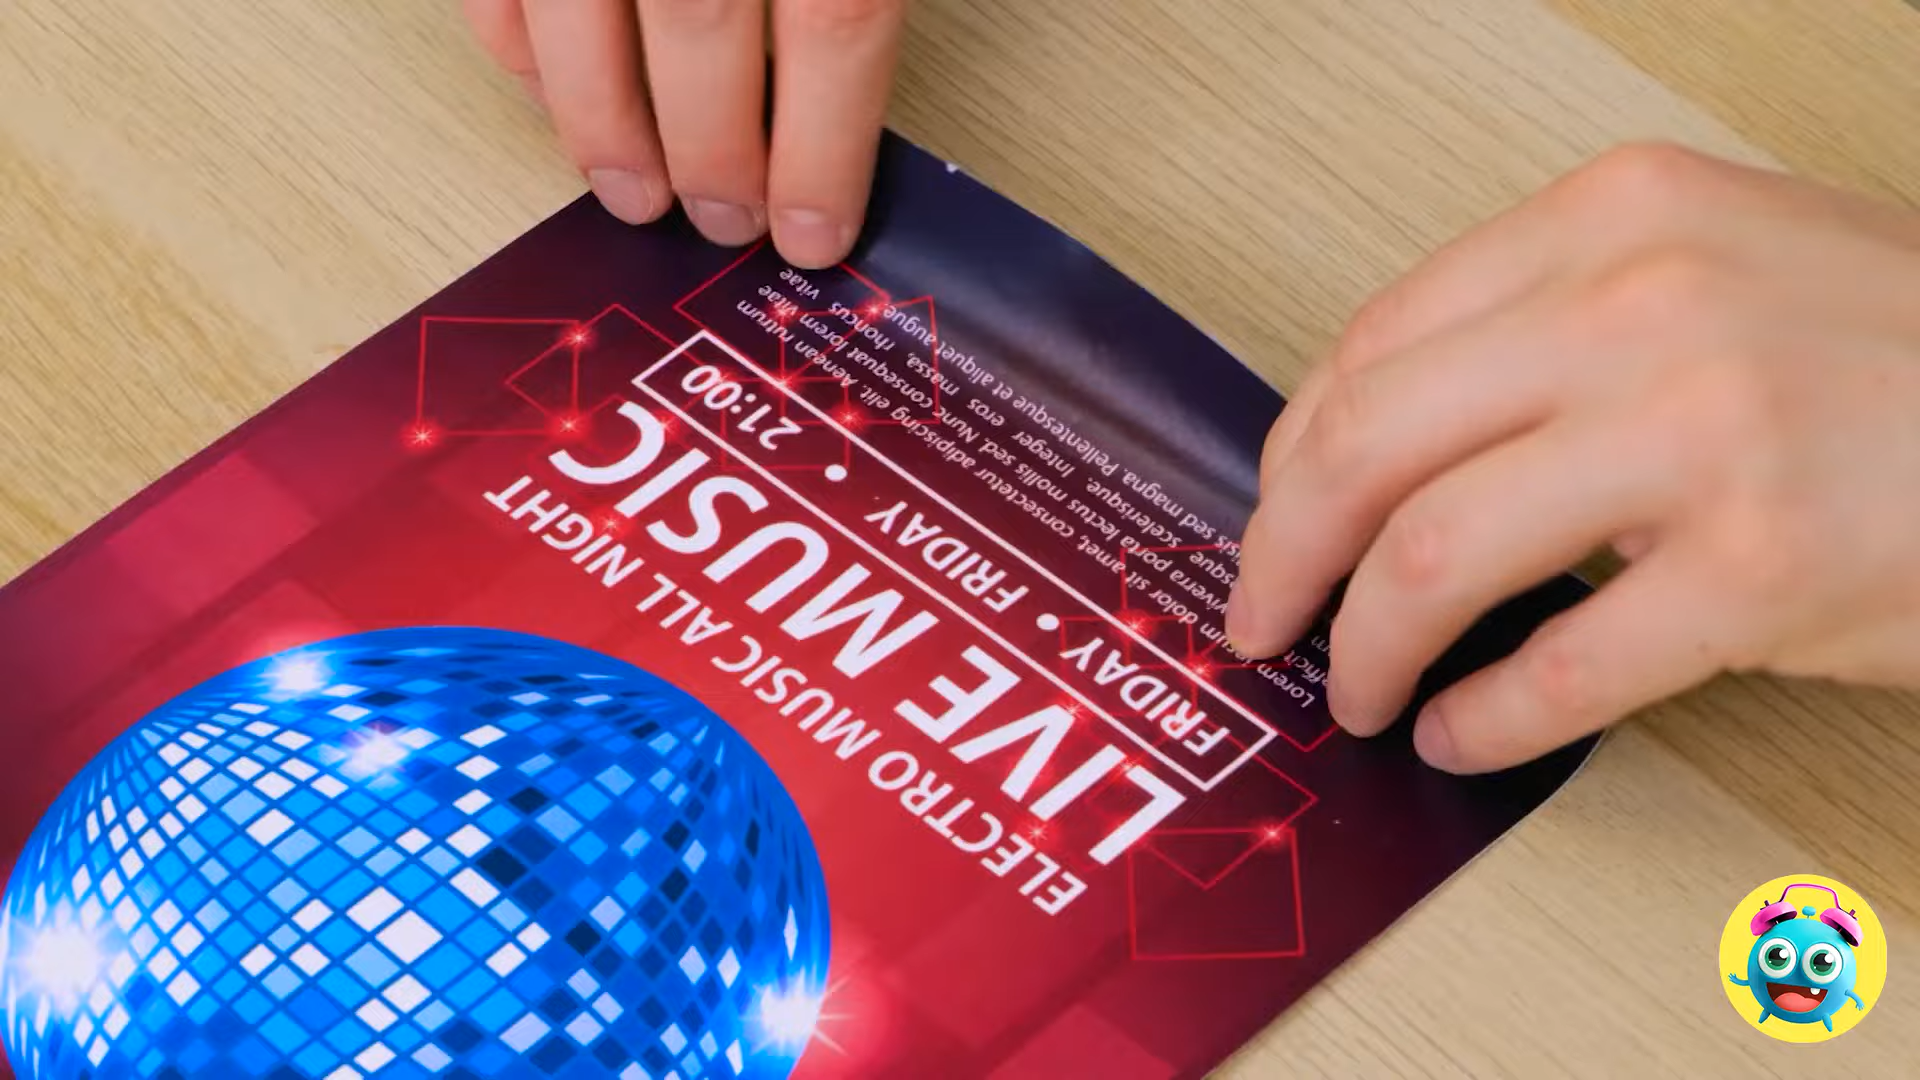 ELECTRO MUSIC ALL NIGHT
LIVE MUSIC
FRIDAY • FRIDAY • 21:00
Lorem ipsum dolor sit amet, consectetur adipiscing elit. Aenean rutrum
viverra porta lectus mollis sed. Nunc consequat lorem vitae
scelerisque. Integer eros massa, rhoncus vitae
sed magna. Pellentesque et aliquet augue.